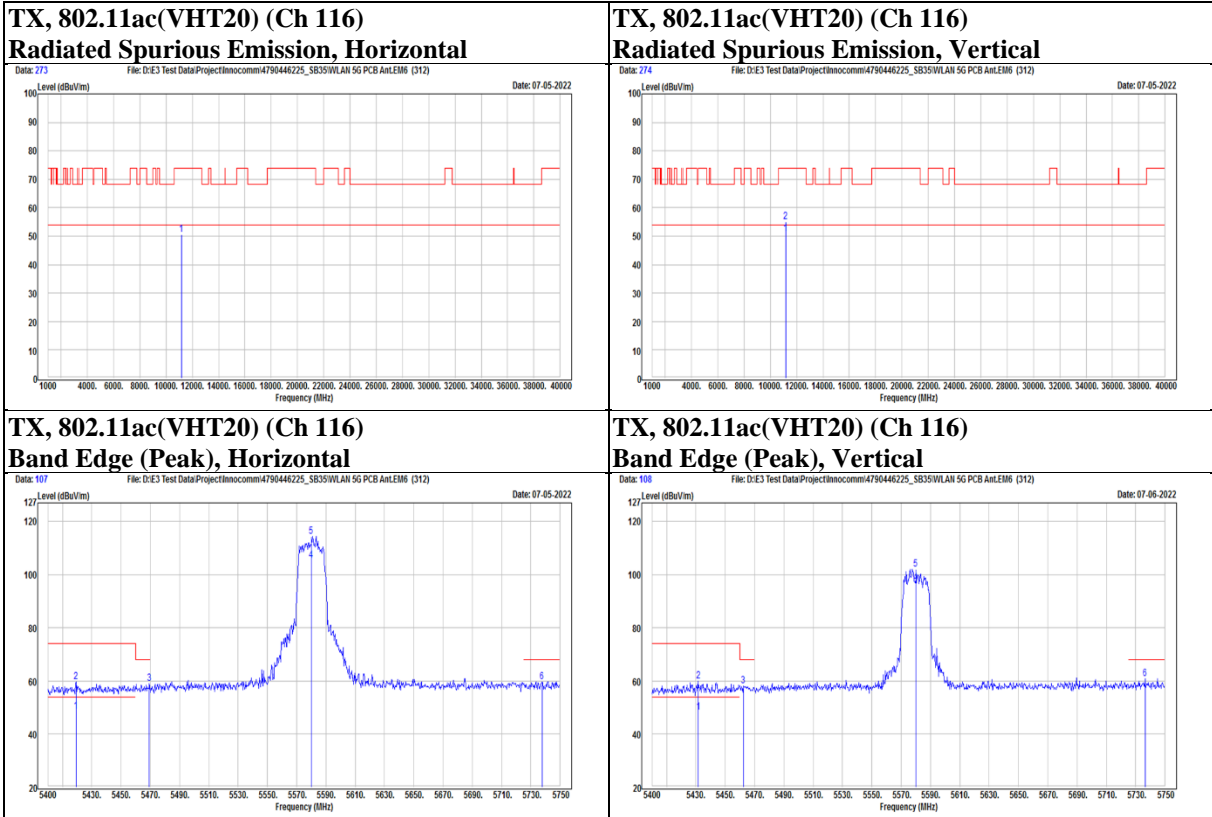 TX, 802.11ac(VHT20) (Ch 116)
Radiated Spurious Emission, Horizontal
Data: 273 File: D:\E3 Test Data\Project\Innocomm\4790446225_SB35\WLAN 5G PCB Ant.EM6 (312)
Level (dBuV/m) Date: 07-05-2022
100
90
80
70
60
50
40
30
20
10
0
1
1000 4000. 6000. 8000. 10000. 12000. 14000. 16000. 18000. 20000. 22000. 24000. 26000. 28000. 30000. 32000. 34000. 36000. 38000. 40000
Frequency (MHz)
TX, 802.11ac(VHT20) (Ch 116)
Radiated Spurious Emission, Vertical
Data: 274 File: D:\E3 Test Data\Project\Innocomm\4790446225_SB35\WLAN 5G PCB Ant.EM6 (312)
Level (dBuV/m) Date: 07-05-2022
100
90
80
70
60
50
40
30
20
10
0
2
1000 4000. 6000. 8000. 10000. 12000. 14000. 16000. 18000. 20000. 22000. 24000. 26000. 28000. 30000. 32000. 34000. 36000. 38000. 40000
Frequency (MHz)
TX, 802.11ac(VHT20) (Ch 116)
Band Edge (Peak), Horizontal
Data: 107 File: D:\E3 Test Data\Project\Innocomm\4790446225_SB35\WLAN 5G PCB Ant.EM6 (312)
127 Level (dBuV/m) Date: 07-05-2022
120
100
80
60
40
20
5
4
2
3
6
1
5400 5430. 5450. 5470. 5490. 5510. 5530. 5550. 5570. 5590. 5610. 5630. 5650. 5670. 5690. 5710. 5730. 5750
Frequency (MHz)
TX, 802.11ac(VHT20) (Ch 116)
Band Edge (Peak), Vertical
Data: 108 File: D:\E3 Test Data\Project\Innocomm\4790446225_SB35\WLAN 5G PCB Ant.EM6 (312)
127 Level (dBuV/m) Date: 07-06-2022
120
100
80
60
40
20
5
2
3
6
1
5400 5430. 5450. 5470. 5490. 5510. 5530. 5550. 5570. 5590. 5610. 5630. 5650. 5670. 5690. 5710. 5730. 5750
Frequency (MHz)